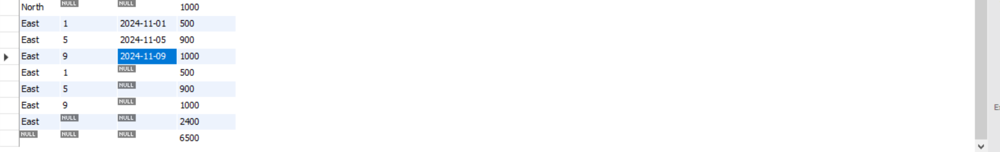 North NULL NULL 1000
East 1 2024-11-01 500
East 5 2024-11-05 900
East 9 2024-11-09 1000
East 1 NULL 500
East 5 NULL 900
East 9 NULL 1000
East NULL NULL 2400
NULL NULL NULL 6500